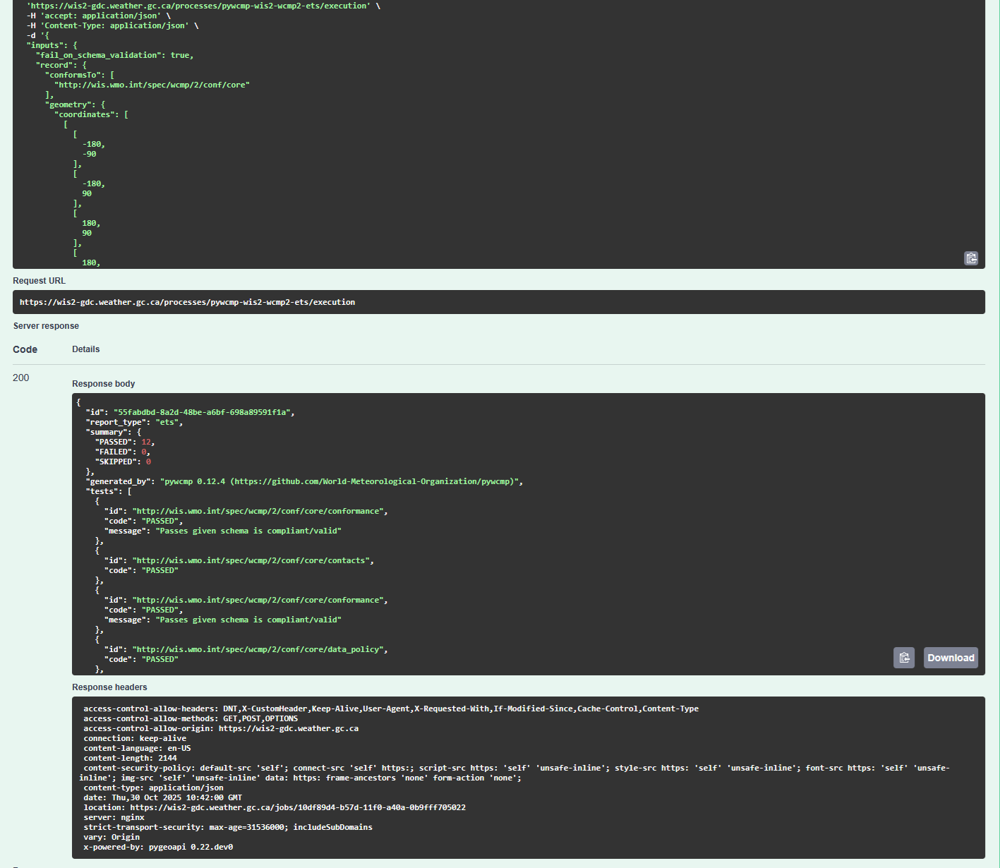 'https://wis2-gdc.weather.gc.ca/processes/pywcmp-wis2-wcmp2-ets/execution' \
-H 'accept: application/json' \
-H 'Content-Type: application/json' \
-d '{
"inputs": {
"fail_on_schema_validation": true,
"record": {
"conformsTo": [
"http://wis.wmo.int/spec/wcmp/2/conf/core"
],
"geometry": {
"coordinates": [
[
[
-180,
-90
],
[
-180,
90
],
[
180,
90
],
[
180,
Request URL
https://wis2-gdc.weather.gc.ca/processes/pywcmp-wis2-wcmp2-ets/execution
Server response
Code Details
200
Response body
{
"id": "55fabdbd-8a2d-48be-a6bf-698a89591f1a",
"report_type": "ets",
"summary": {
"PASSED": 12,
"FAILED": 0,
"SKIPPED": 0
},
"generated_by": "pywcmp 0.12.4 (https://github.com/World-Meteorological-Organization/pywcmp)",
"tests": [
{
"id": "http://wis.wmo.int/spec/wcmp/2/conf/core/conformance",
"code": "PASSED",
"message": "Passes given schema is compliant/valid"
},
{
"id": "http://wis.wmo.int/spec/wcmp/2/conf/core/contacts",
"code": "PASSED"
},
{
"id": "http://wis.wmo.int/spec/wcmp/2/conf/core/conformance",
"code": "PASSED",
"message": "Passes given schema is compliant/valid"
},
{
"id": "http://wis.wmo.int/spec/wcmp/2/conf/core/data_policy",
"code": "PASSED"
},
Download
Response headers
access-control-allow-headers: DNT,X-CustomHeader,Keep-Alive,User-Agent,X-Requested-With,If-Modified-Since,Cache-Control,Content-Type
access-control-allow-methods: GET,POST,OPTIONS
access-control-allow-origin: https://wis2-gdc.weather.gc.ca
connection: keep-alive
content-language: en-US
content-length: 2144
content-security-policy: default-src 'self'; connect-src 'self' https:; script-src https: 'self' 'unsafe-inline'; style-src https: 'self' 'unsafe-inline'; font-src https: 'self' 'unsafe-
inline'; img-src 'self' 'unsafe-inline' data: https: frame-ancestors 'none' form-action 'none';
content-type: application/json
date: Thu,30 Oct 2025 10:42:00 GMT
location: https://wis2-gdc.weather.gc.ca/jobs/10df89d4-b57d-11f0-a40a-0b9fff705022
server: nginx
strict-transport-security: max-age=31536000; includeSubDomains
vary: Origin
x-powered-by: pygeoapi 0.22.dev0